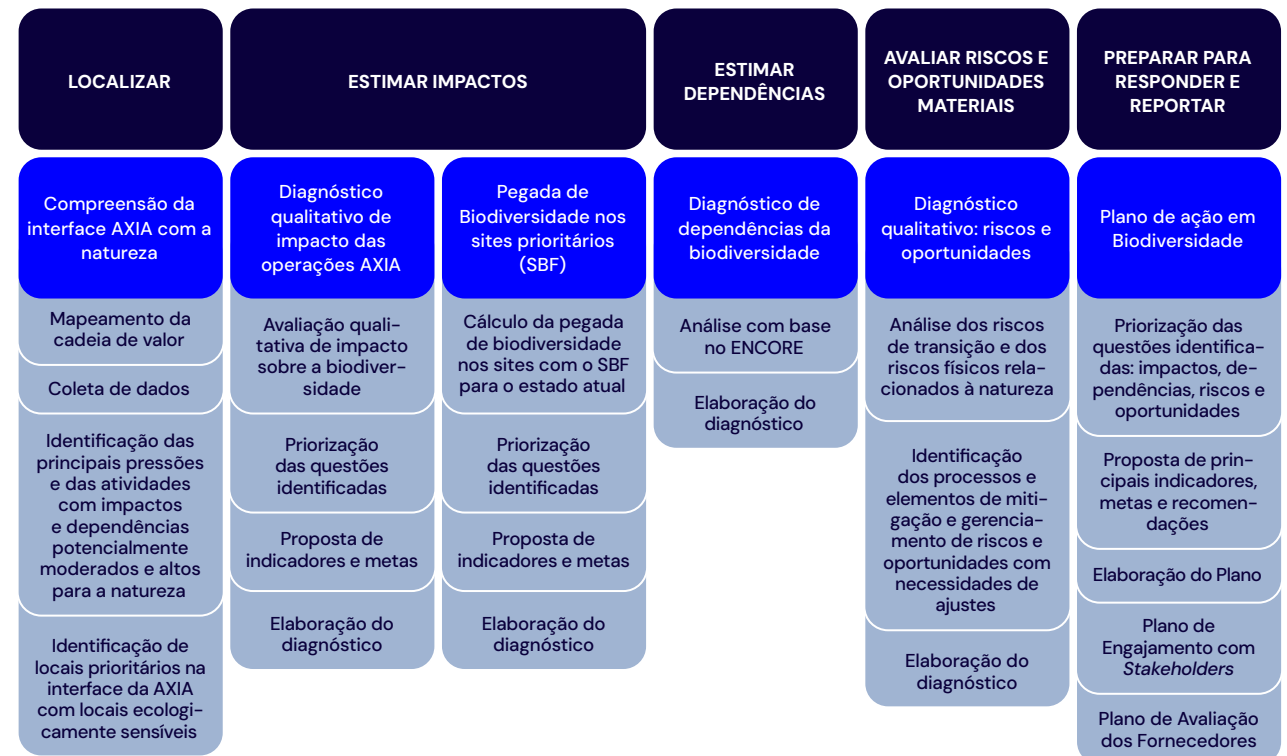 LOCALIZAR
ESTIMAR IMPACTOS
ESTIMAR
DEPENDÊNCIAS
AVALIAR RISCOS E
OPORTUNIDADES
MATERIAIS
PREPARAR PARA
RESPONDER E
REPORTAR
Compreensão da
interface AXIA com a
natureza
Mapeamento da
cadeia de valor
Coleta de dados
Identificação das
principais pressões
e das atividades
com impactos
e dependências
potencialmente
moderados e altos
para a natureza
Identificação de
locais prioritários na
interface da AXIA
com locais ecologi-
camente sensíveis
Diagnóstico
qualitativo de
impacto das
operações AXIA
Avaliação quali-
tativa de impacto
sobre a biodiver-
sidade
Priorização
das questões
identificadas
Proposta de
indicadores e metas
Elaboração do
diagnóstico
Pegada de
Biodiversidade nos
sites prioritários
(SBF)
Cálculo da pegada
de biodiversidade
nos sites com o SBF
para o estado atual
Priorização
das questões
identificadas
Proposta de
indicadores e metas
Elaboração do
diagnóstico
Diagnóstico de
dependências da
biodiversidade
Análise com base
no ENCORE
Elaboração do
diagnóstico
Diagnóstico
qualitativo: riscos e
oportunidades
Análise dos riscos
de transição e dos
riscos físicos rela-
cionados à natureza
Identificação
dos processos e
elementos de miti-
gação e gerencia-
mento de riscos e
oportunidades com
necessidades de
ajustes
Elaboração do
diagnóstico
Plano de ação em
Biodiversidade
Priorização das
questões identifica-
das: impactos, de-
pendências, riscos e
oportunidades
Proposta de prin-
cipais indicadores,
metas e recomen-
dações
Elaboração do Plano
Plano de
Engajamento com
Stakeholders
Plano de Avaliação
dos Fornecedores